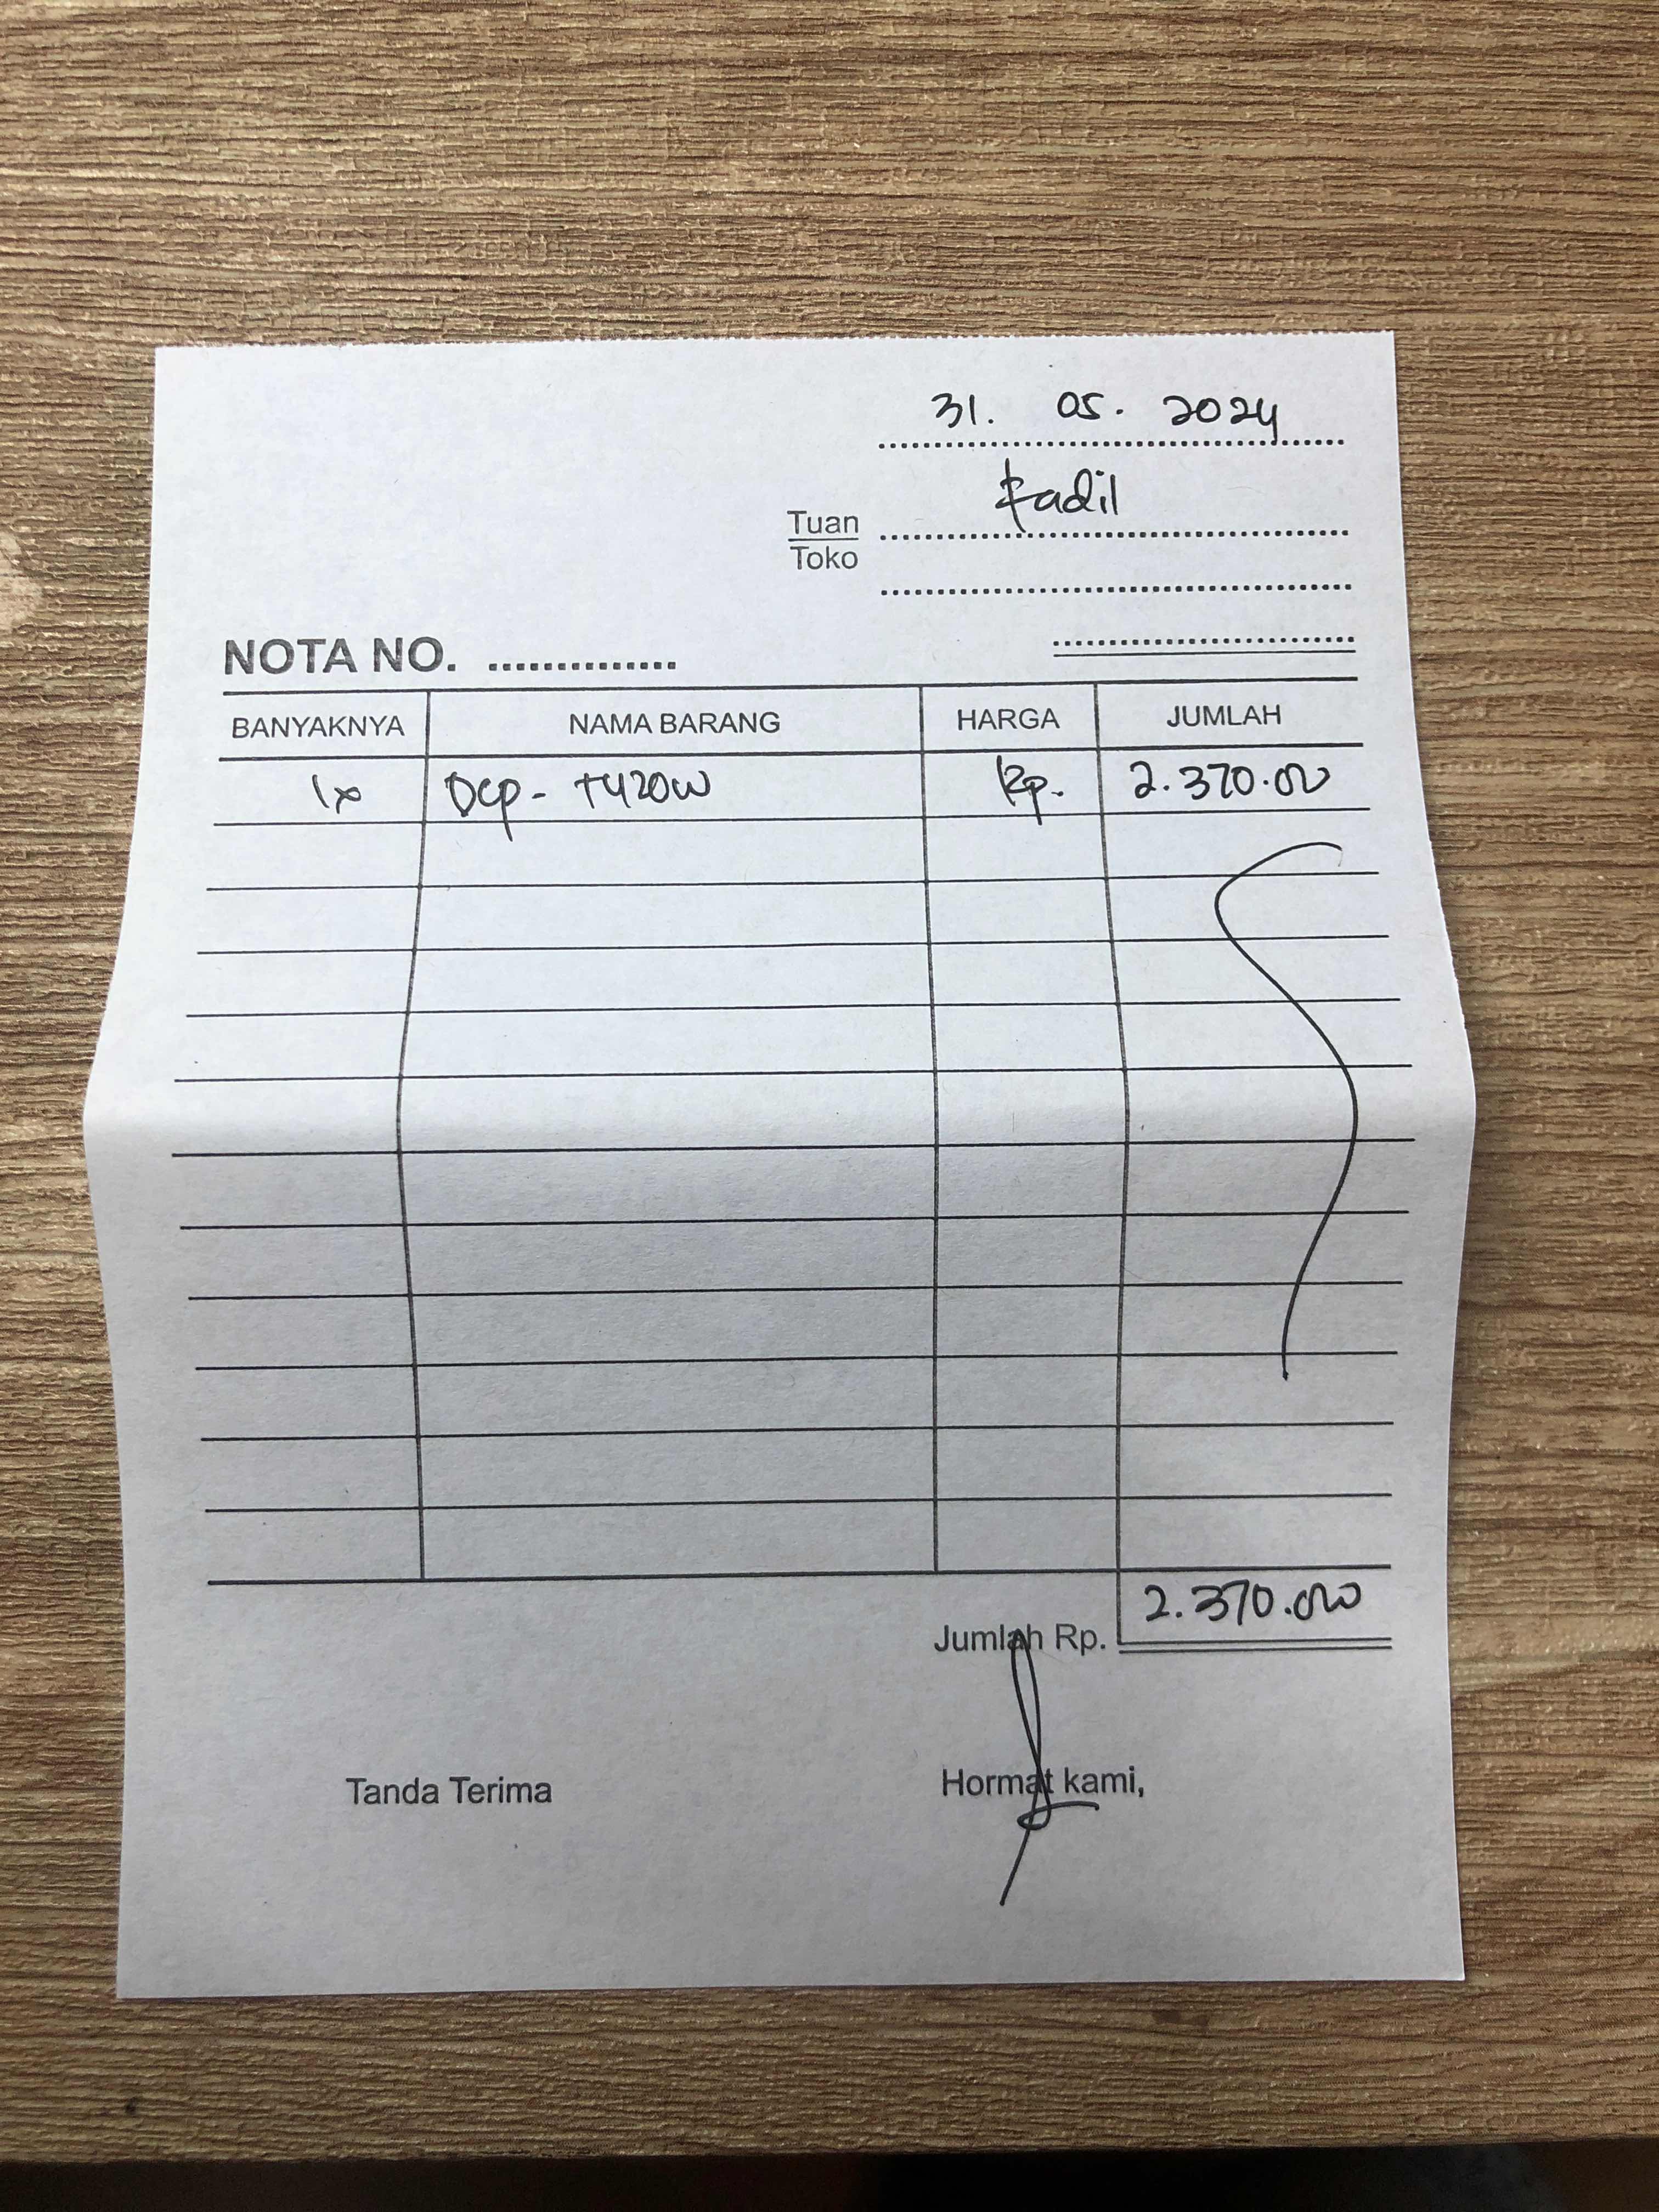 31. 05. 2024
Tuan Fadil
Toko
NOTA NO. ..............
BANYAKNYA NAMA BARANG HARGA JUMLAH
1x Dcp - T420W Rp. 2.370.000
Jumlah Rp. 2.370.000
Tanda Terima Hormat kami,